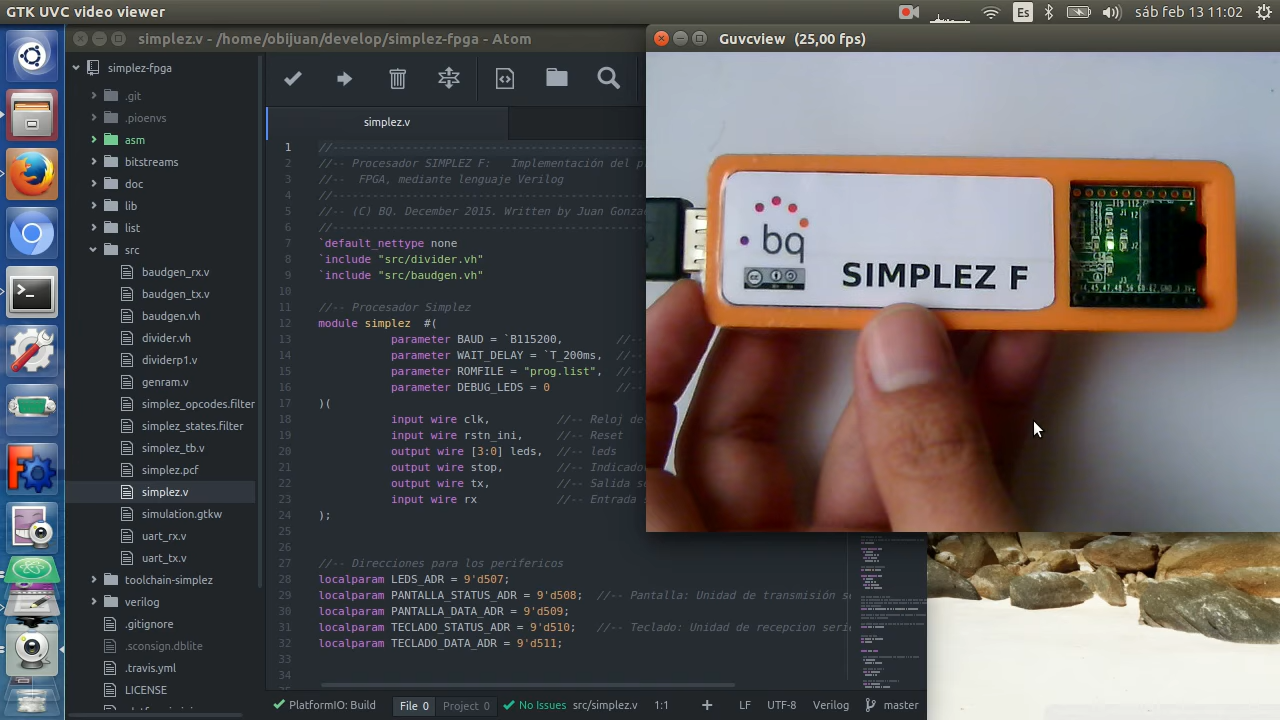 GTK UVC video viewer
Es
sáb feb 13 11:02
simplez.v - /home/obijuan/develop/simplez-fpga - Atom
simplez-fpga
.git
.pioenvs
asm
bitstreams
doc
lib
list
src
baudgen_rx.v
baudgen_tx.v
baudgen.vh
divider.vh
dividerp1.v
genram.v
simplez_opcodes.filter
simplez_states.filter
simplez_tb.v
simplez.pcf
simplez.v
simulation.gtkw
uart_rx.v
uart_tx.v
toolchain-simplez
verilog
.gitignore
.sconsign.dblite
.travis.yml
LICENSE
simplez.v
1 //------------------------------------------------
2 //-- Procesador SIMPLEZ F: Implementación del
3 //-- FPGA, mediante lenguaje Verilog
4 //------------------------------------------------
5 //-- (C) BQ. December 2015. Written by Juan
6 //------------------------------------------------
7 `default_nettype none
8 `include "src/divider.vh"
9 `include "src/baudgen.vh"
10
11 //-- Procesador Simplez
12 module simplez #(
13 parameter BAUD = `B115200, //--
14 parameter WAIT_DELAY = `T_200ms, //--
15 parameter ROMFILE = "prog.list", //--
16 parameter DEBUG_LEDS = 0 //--
17 )(
18 input wire clk, //-- Reloj
19 input wire rstn_ini, //-- Reset
20 output wire [3:0] leds, //-- leds
21 output wire stop, //--
22 output wire tx, //-- Salida
23 input wire rx //-- Entrada
24 );
25
26
27 //-- Direcciones para los perifericos
28 localparam LEDS_ADR = 9'd507;
29 localparam PANTALLA_STATUS_ADR = 9'd508; //-- Pantalla: Unidad de transmisión
30 localparam PANTALLA_DATA_ADR = 9'd509;
31 localparam TECLADO_STATUS_ADR = 9'd510; //-- Teclado: Unidad de recepcion
32 localparam TECLADO_DATA_ADR = 9'd511;
33
34
PlatformIO: Build
File 0
Project 0
No Issues
src/simplez.v
1:1
LF
UTF-8
Verilog
master
Guvcview (25,00 fps)
bq
cc
SIMPLEZ F